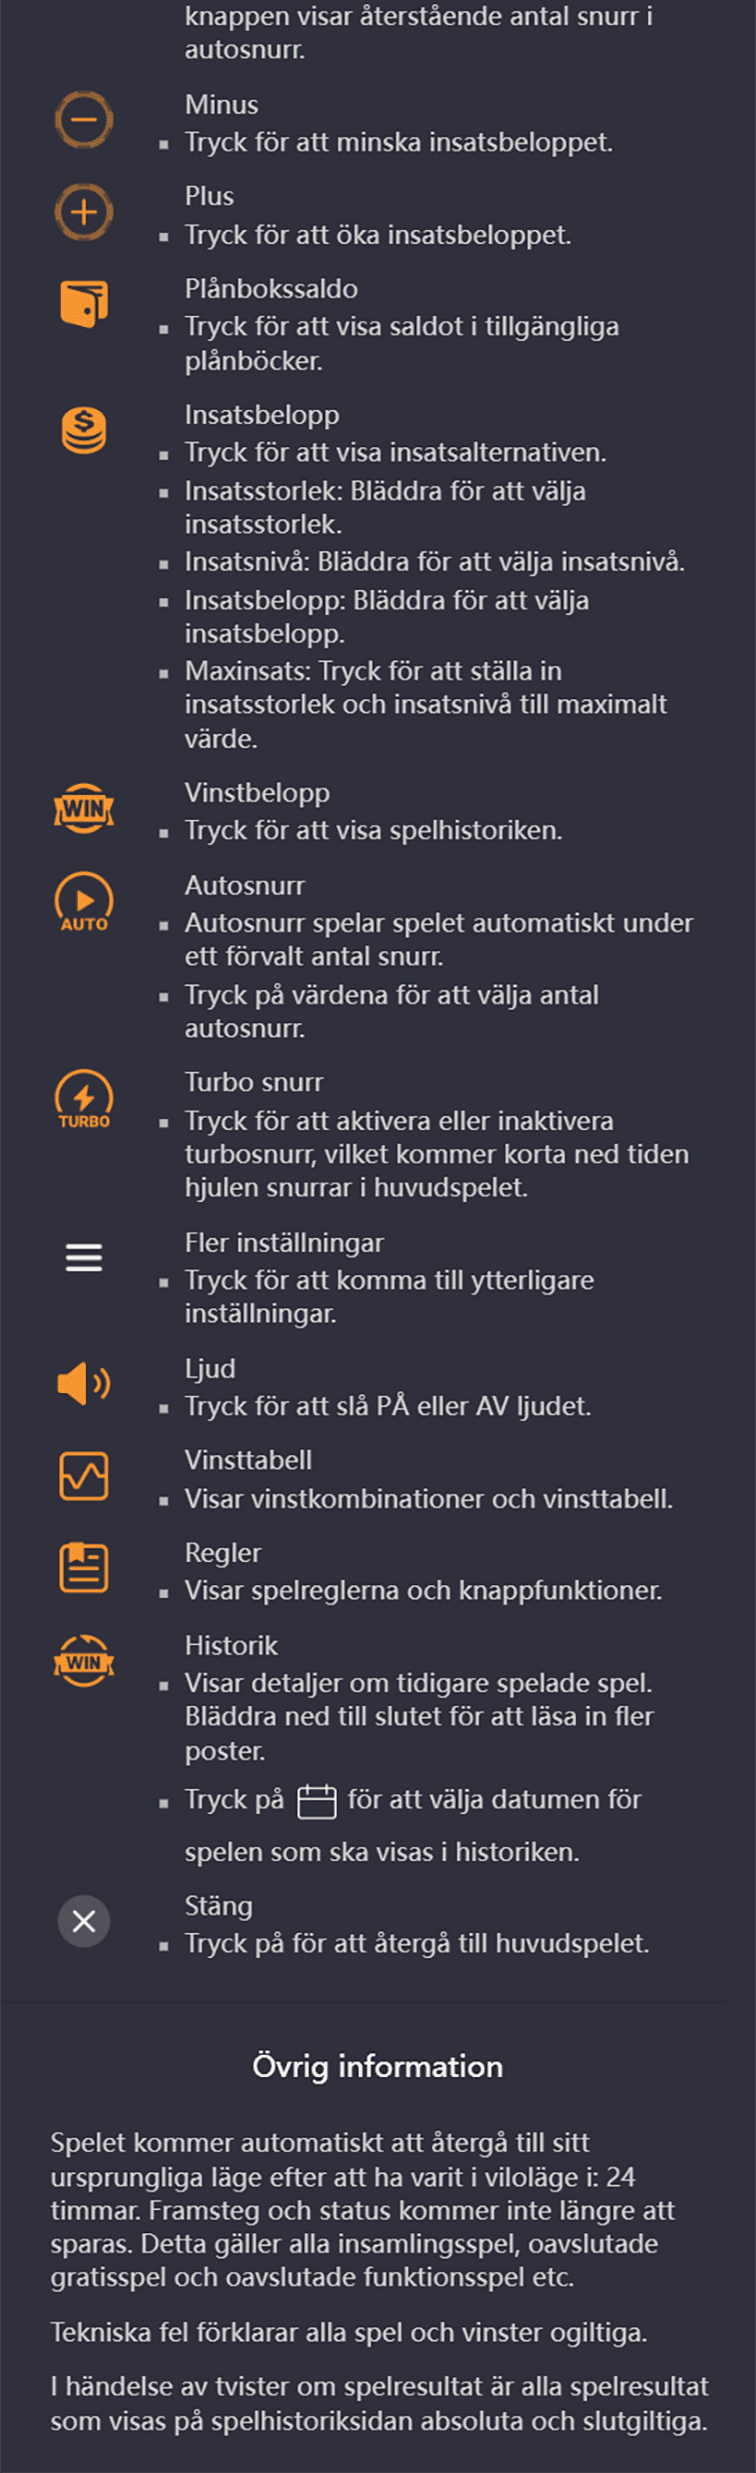 knappen visar återstående antal snurr i
autosnurr.
Minus
▪ Tryck för att minska insatsbeloppet.
Plus
▪ Tryck för att öka insatsbeloppet.
Plånbokssaldo
▪ Tryck för att visa saldot i tillgängliga
plånböcker.
$
Insatsbelopp
▪ Tryck för att visa insatsalternativen.
▪ Insatsstorlek: Bläddra för att välja
insatsstorlek.
▪ Insatsnivå: Bläddra för att välja insatsnivå.
▪ Insatsbelopp: Bläddra för att välja
insatsbelopp.
▪ Maxinsats: Tryck för att ställa in
insatsstorlek och insatsnivå till maximalt
värde.
WIN
Vinstbelopp
▪ Tryck för att visa spelhistoriken.
AUTO
Autosnurr
▪ Autosnurr spelar spelet automatiskt under
ett förvalt antal snurr.
▪ Tryck på värdena för att välja antal
autosnurr.
TURBO
Turbo snurr
▪ Tryck för att aktivera eller inaktivera
turbosnurr, vilket kommer korta ned tiden
hjulen snurrar i huvudspelet.
Fler inställningar
▪ Tryck för att komma till ytterligare
inställningar.
Ljud
▪ Tryck för att slå PÅ eller AV ljudet.
Vinsttabell
▪ Visar vinstkombinationer och vinsttabell.
Regler
▪ Visar spelreglerna och knappfunktioner.
WIN
Historik
▪ Visar detaljer om tidigare spelade spel.
Bläddra ned till slutet för att läsa in fler
poster.
▪ Tryck på för att välja datumen för
spelen som ska visas i historiken.
Stäng
▪ Tryck på för att återgå till huvudspelet.
Övrig information
Spelet kommer automatiskt att återgå till sitt
ursprungliga läge efter att ha varit i viloläge i: 24
timmar. Framsteg och status kommer inte längre att
sparas. Detta gäller alla insamlingsspel, oavslutade
gratisspel och oavslutade funktionsspel etc.
Tekniska fel förklarar alla spel och vinster ogiltiga.
I händelse av tvister om spelresultat är alla spelresultat
som visas på spelhistoriksidan absoluta och slutgiltiga.